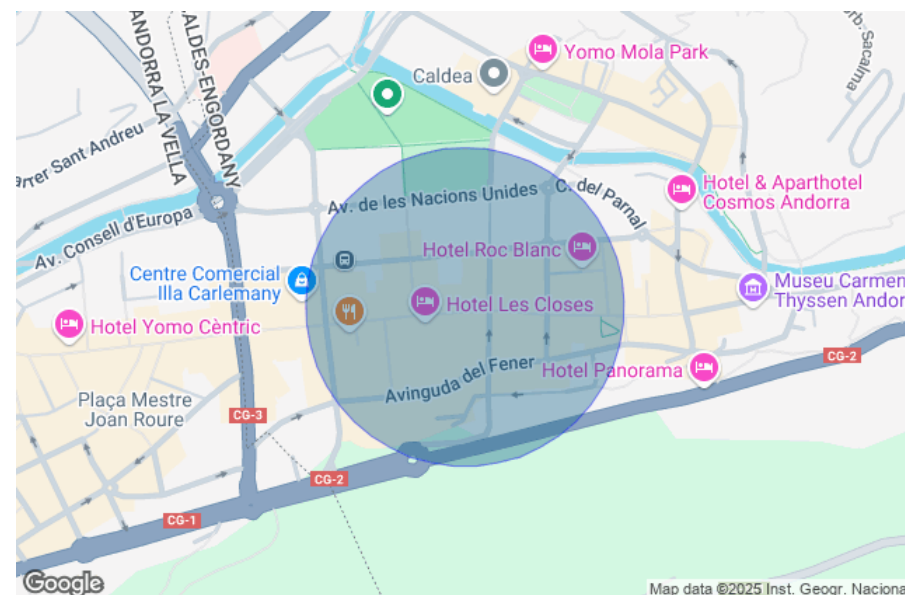 ANDORRA LA VELLA
ALDES-ENGORDANY
Yomo Mola Park
Caldea
rb. Sacalma
arrer Sant Andreu
Av. Consell d'Europa
Av. de les Nacions Unides
C. del Parnal
Hotel & Aparthotel
Cosmos Andorra
Hotel Roc Blanc
Centre Comercial
Illa Carlemany
Hotel Les Closes
Museu Carmen
Thyssen Andor
Hotel Yomo Cèntric
CG-2
Avinguda del Fener
Hotel Panorama
Plaça Mestre
Joan Roure
CG-3
CG-2
CG-1
Google
Map data ©2025 Inst. Geogr. Naciona